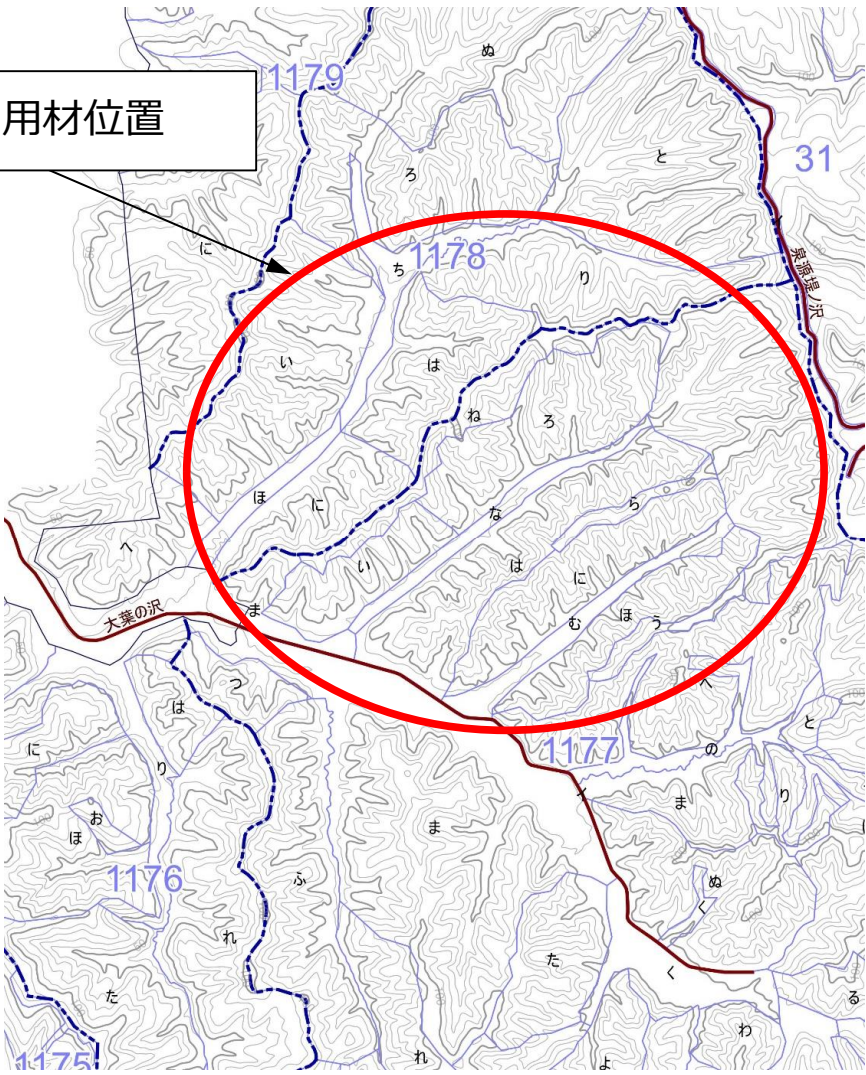 ぬ
1179
用材位置
と
ろ
31
に
1178
ち
り
泉源堤ノ沢
い
は
ね
ろ
ほ
に
な
ら
へ
い
は
に
ま
む
ほ
う
大葉の沢
つ
へ
は
と
に
り
1177
の
イ
ま
り
お
ほ
ま
1176
ふ
ぬ
く
れ
た
く
た
る
わ
1175
れ
よ